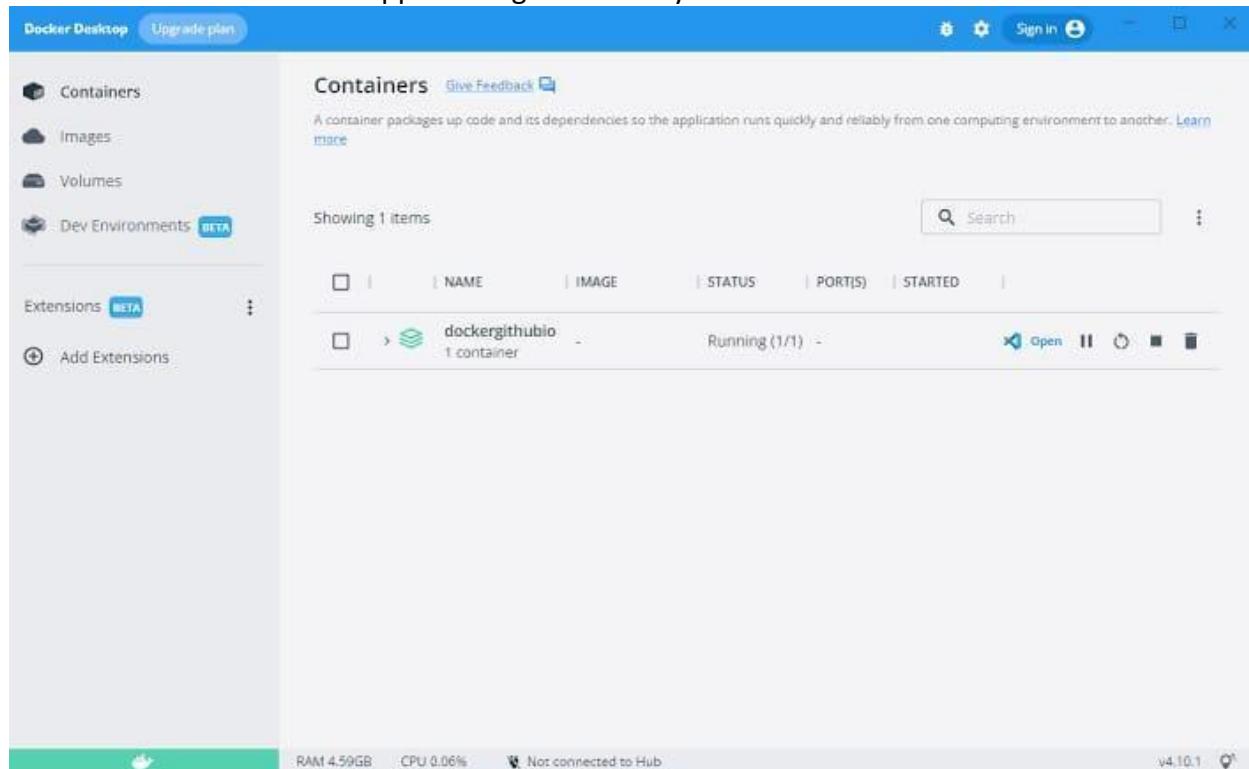 Docker Desktop Upgrade plan Sign in
Containers
Images
Volumes
Dev Environments BETA
Extensions BETA
Add Extensions
Containers Give Feedback
A container packages up code and its dependencies so the application runs quickly and reliably from one computing environment to another. Learn
more
Showing 1 items
Search
NAME IMAGE STATUS PORT(S) STARTED
dockergithubio - Running (1/1) - Open
1 container
RAM 4.59GB CPU 0.06% Not connected to Hub v4.10.1